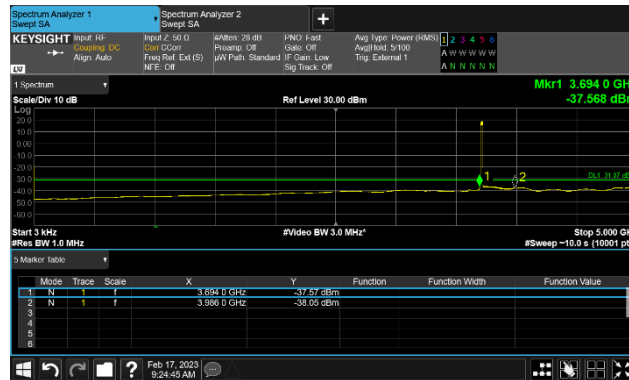 Spectrum Analyzer 1
Swept SA
Spectrum Analyzer 2
Swept SA
+
KEYSIGHT
Input: RF
Coupling: DC
Align: Auto
Input Z: 50 Ω
Corr CCorr
Freq Ref: Ext (S)
NFE: Off
#Atten: 28 dB
Preamp: Off
µW Path: Standard
PNO: Fast
Gate: Off
IF Gain: Low
Sig Track: Off
Avg Type: Power (RMS)
Avg|Hold: 5/100
Trig: External 1
1 2 3 4 5 6
A W W W W W
A N N N N N
LXI
1 Spectrum
Scale/Div 10 dB
Ref Level 30.00 dBm
Mkr1 3.694 0 GH
-37.568 dB
Log
20.0
10.0
0.00
-10.0
-20.0
-30.0
-40.0
-50.0
-60.0
1
2
Start 3 kHz
#Video BW 3.0 MHz*
Stop 5.000 G
#Res BW 1.0 MHz
#Sweep ~10.0 s (10001 pt
5 Marker Table
Mode Trace Scale X Y Function Function Width Function Value
1 N 1 f 3.694 0 GHz -37.57 dBm
2 N 1 f 3.986 0 GHz -38.05 dBm
3
4
5
6
?
Feb 17, 2023
9:24:45 AM